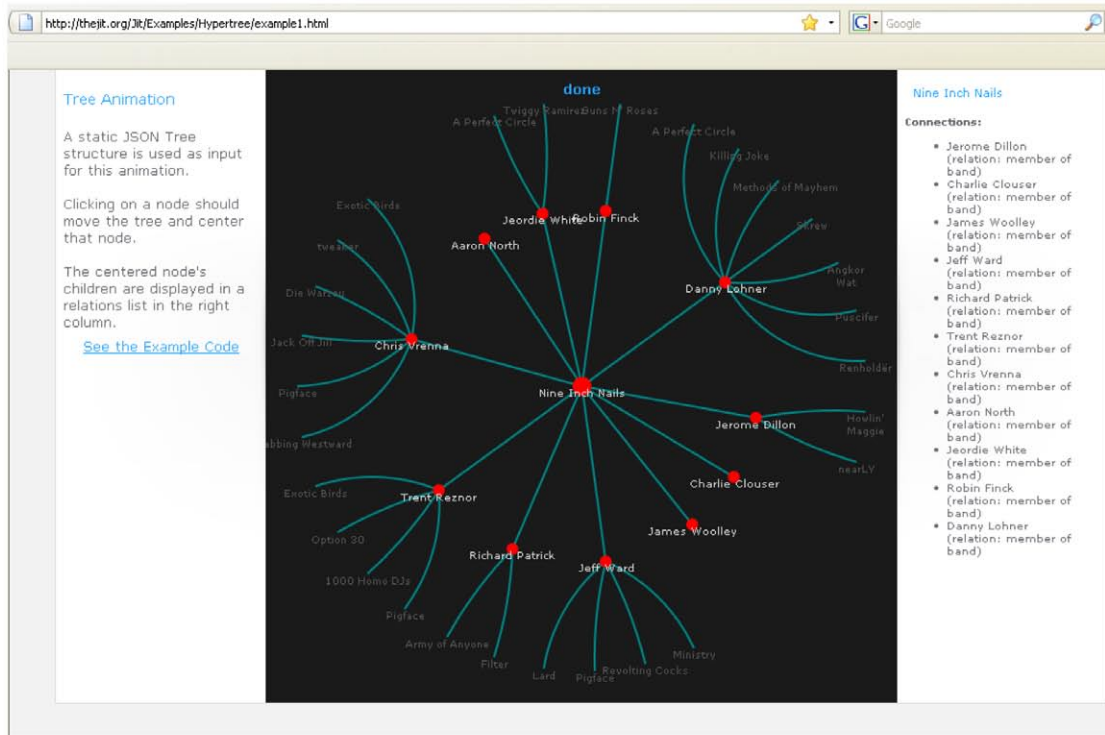 http://thejit.org/Jit/Examples/Hypertree/example1.html
Google
Tree Animation
A static JSON Tree
structure is used as input
for this animation.
Clicking on a node should
move the tree and center
that node.
The centered node's
children are displayed in a
relations list in the right
column.
See the Example Code
done
Twiggy Ramirez
Guns N' Roses
A Perfect Circle
A Perfect Circle
Killing Joke
Methods of Mayhem
Exotic Birds
Jeordie White
Robin Finck
Skrew
tweaker
Aaron North
Angkor
Wat
Die Warzau
Danny Lohner
Puscifer
Jack Off Jill
Chris Vrenna
Renholdër
Pigface
Nine Inch Nails
Howlin'
Maggie
Jerome Dillon
abbing Westward
nearLY
Charlie Clouser
Exotic Birds
Trent Reznor
James Woolley
Option 30
Richard Patrick
Jeff Ward
1000 Homo DJs
Pigface
Army of Anyone
Ministry
Filter
Revolting Cocks
Lard
Pigface
Nine Inch Nails
Connections:
Jerome Dillon
(relation: member of
band)
Charlie Clouser
(relation: member of
band)
James Woolley
(relation: member of
band)
Jeff Ward
(relation: member of
band)
Richard Patrick
(relation: member of
band)
Trent Reznor
(relation: member of
band)
Chris Vrenna
(relation: member of
band)
Aaron North
(relation: member of
band)
Jeordie White
(relation: member of
band)
Robin Finck
(relation: member of
band)
Danny Lohner
(relation: member of
band)